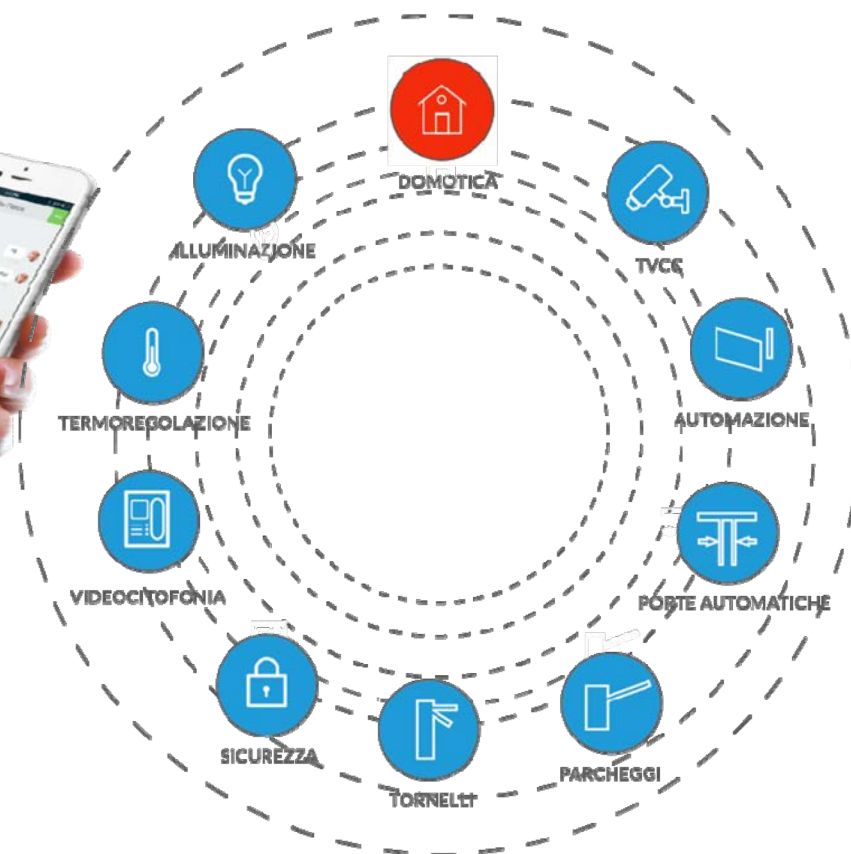 DOMOTICA
ILLUMINAZIONE
TVCC
TERMOREGOLAZIONE
AUTOMAZIONE
VIDEOCITOFONIA
PORTE AUTOMATICHE
SICUREZZA
TORNELLI
PARCHEGGI